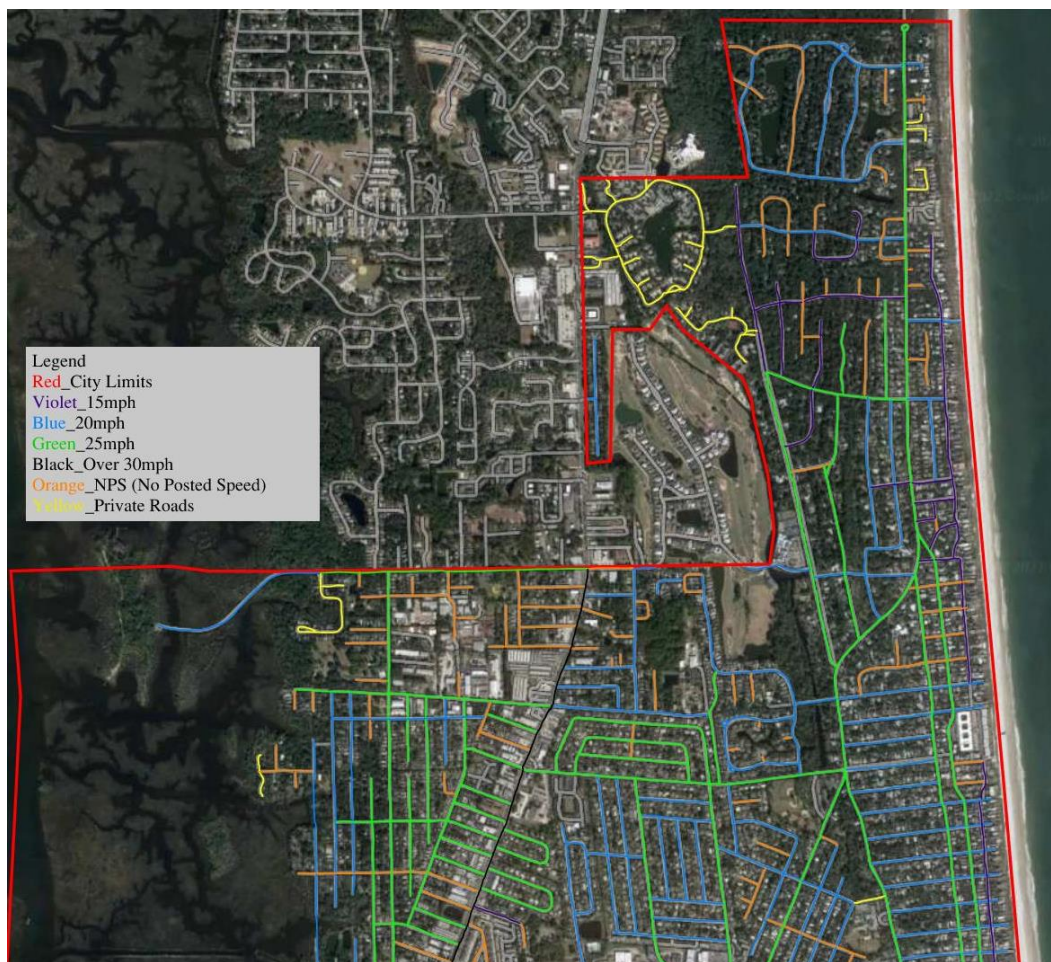 Legend
Red_City Limits
Violet_15mph
Blue_20mph
Green_25mph
Black_Over 30mph
Orange_NPS (No Posted Speed)
Yellow_Private Roads